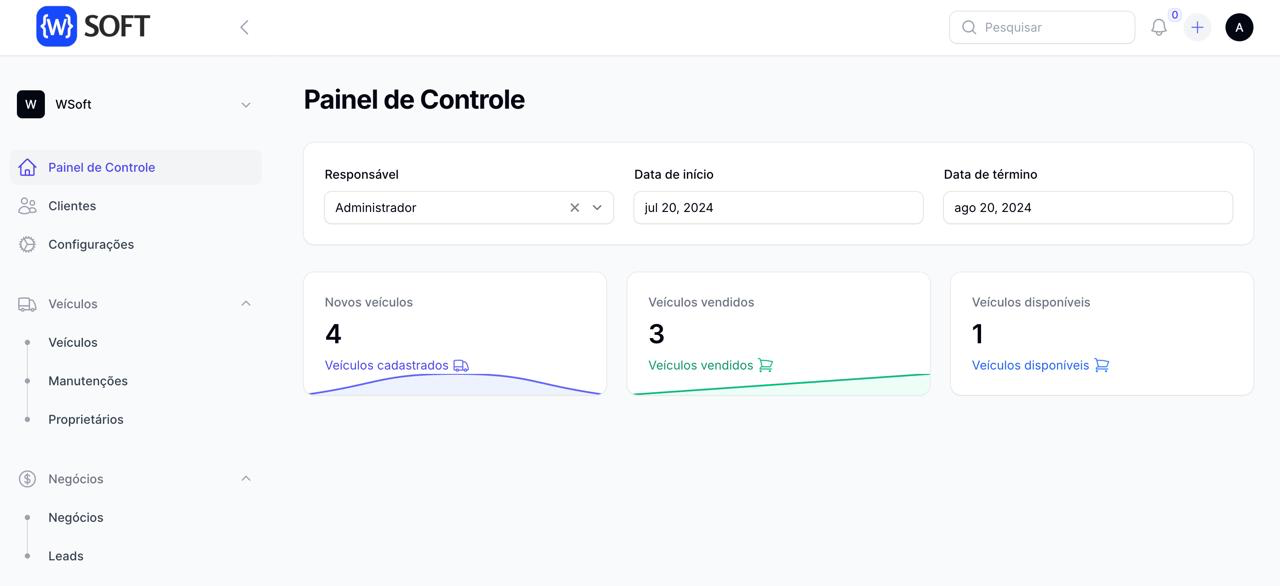 {W} SOFT
Pesquisar
0
A
W WSoft
Painel de Controle
Clientes
Configurações
Veículos
Veículos
Manutenções
Proprietários
Negócios
Negócios
Leads
Painel de Controle
Responsável
Administrador
Data de início
jul 20, 2024
Data de término
ago 20, 2024
Novos veículos
4
Veículos cadastrados
Veículos vendidos
3
Veículos vendidos
Veículos disponíveis
1
Veículos disponíveis